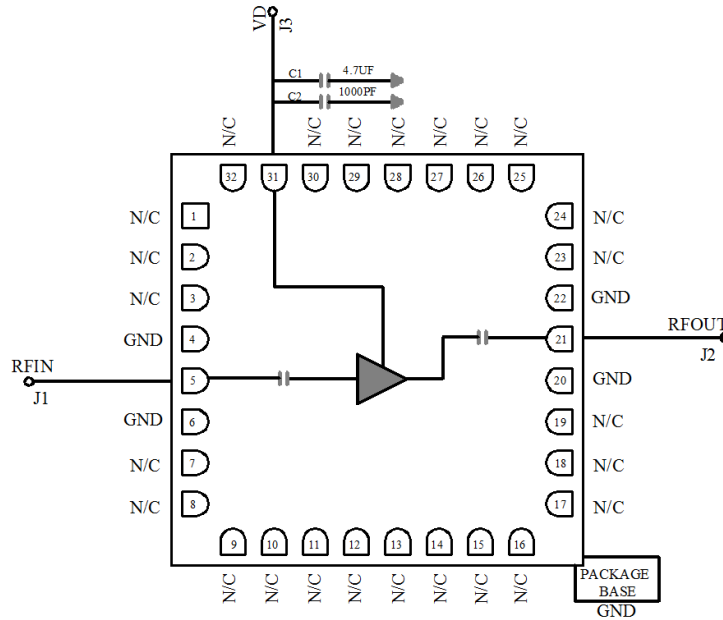 VD
J3
C1
4.7UF
C2
1000PF
N/C
N/C
N/C
N/C
N/C
N/C
N/C
32
31
30
29
28
27
26
25
N/C
1
24
N/C
N/C
2
23
N/C
N/C
3
22
GND
GND
4
21
RFOUT
J2
RFIN
J1
5
20
GND
GND
6
19
N/C
N/C
7
18
N/C
N/C
8
17
N/C
9
10
11
12
13
14
15
16
N/C
N/C
N/C
N/C
N/C
N/C
N/C
N/C
PACKAGE
BASE
GND